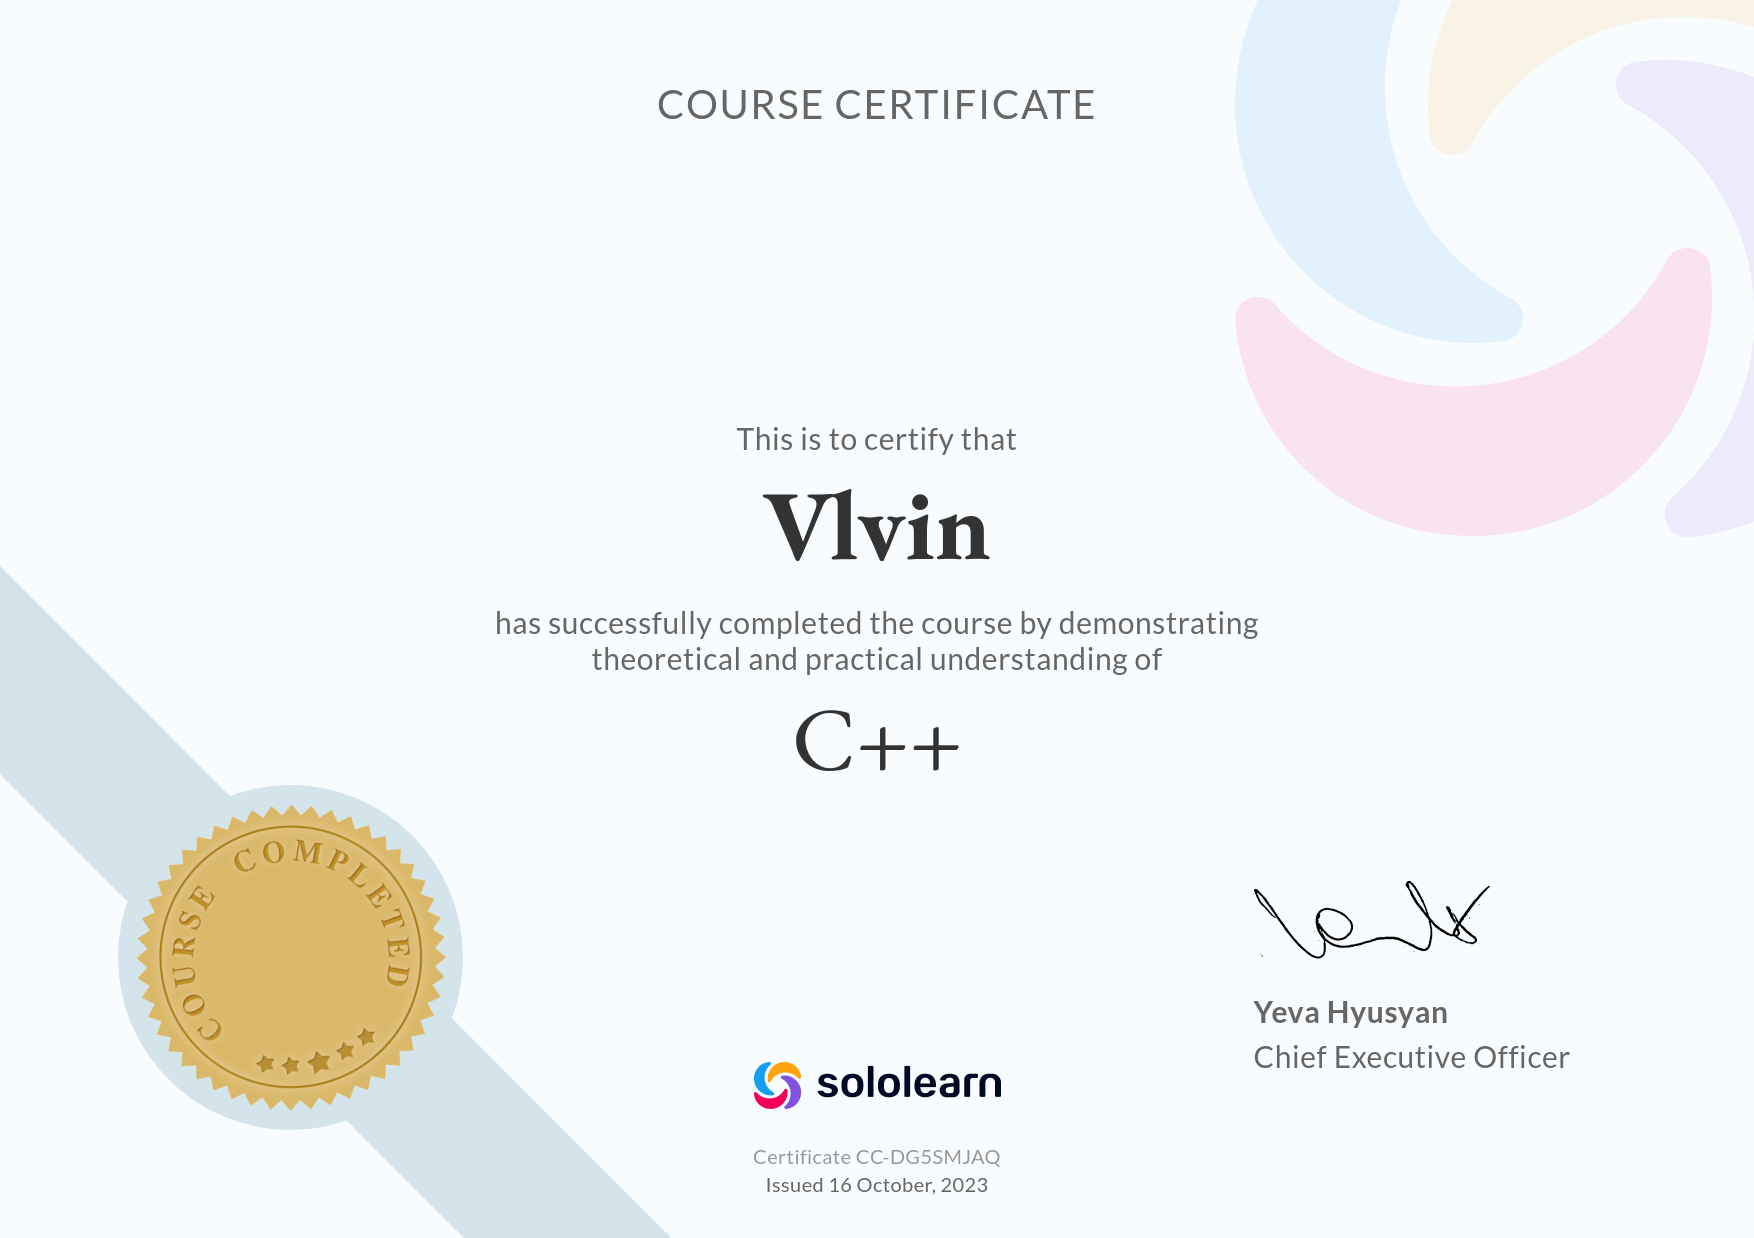 COURSE CERTIFICATE
This is to certify that
Vlvin
has successfully completed the course by demonstrating
theoretical and practical understanding of
C++
COURSE COMPLETED
Yeva Hyusyan
Chief Executive Officer
sololearn
Certificate CC-DG5SMJAQ
Issued 16 October, 2023